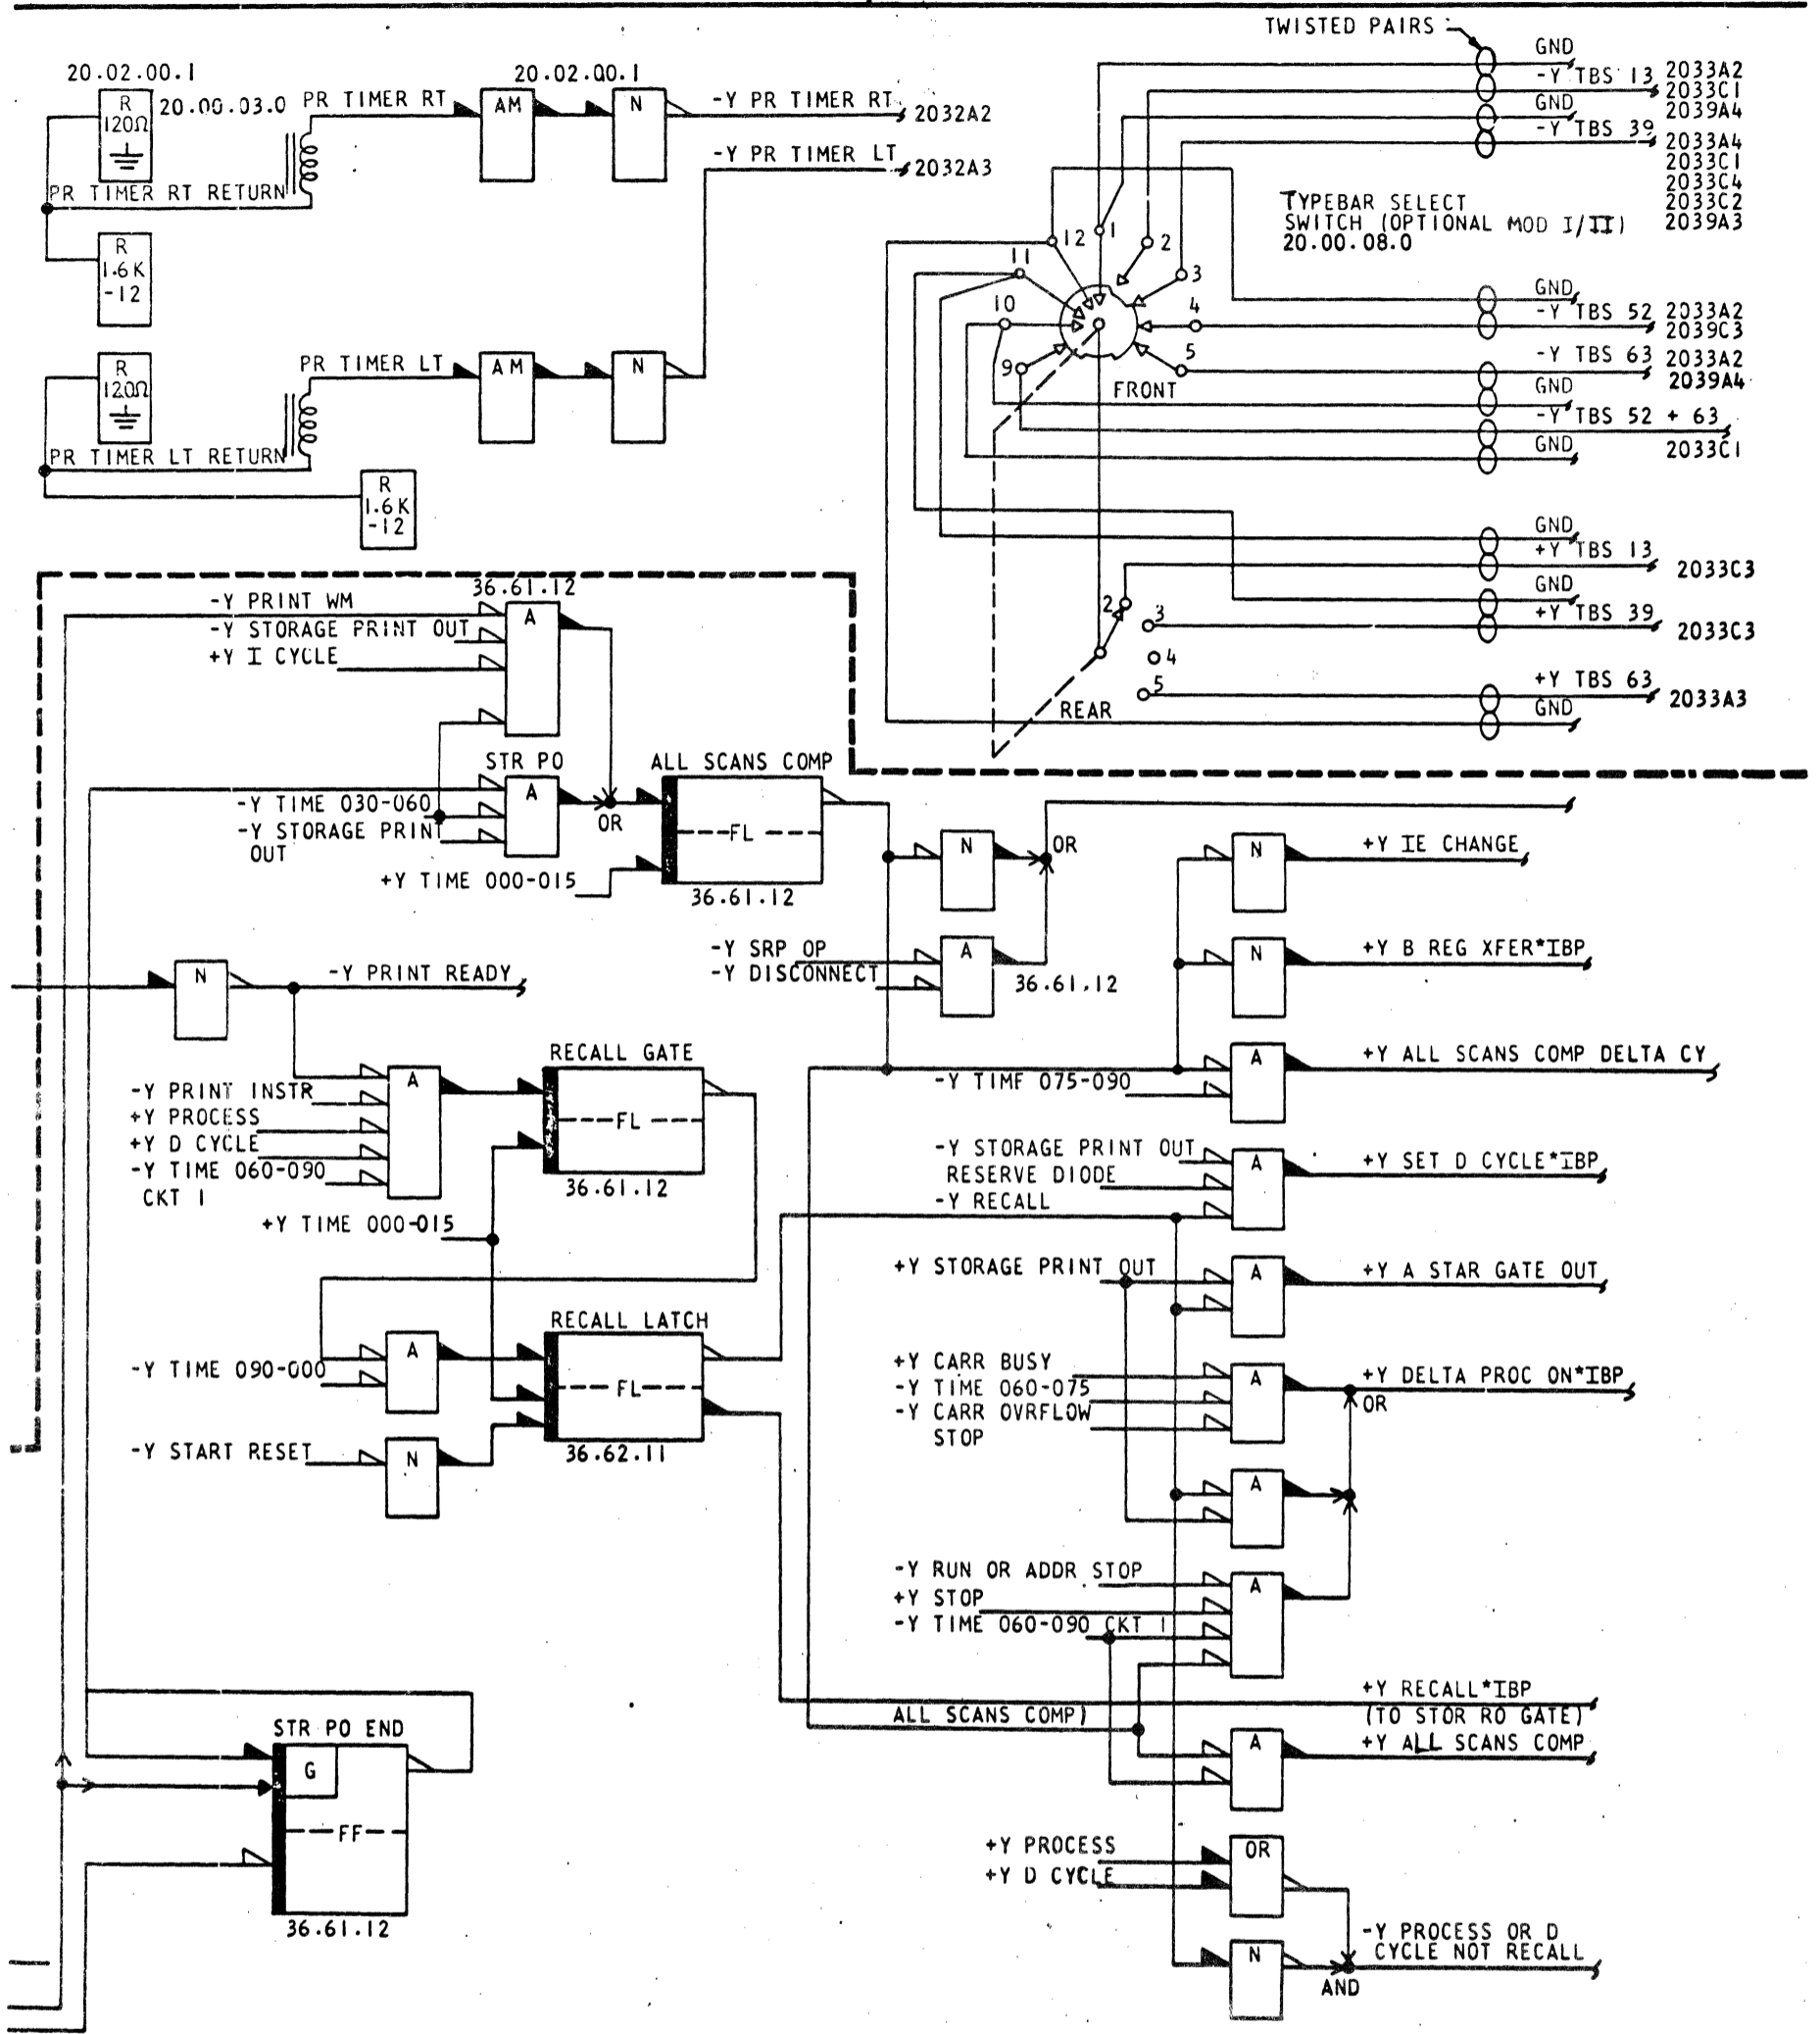 TWISTED PAIRS
20.02.00.1
R
120Ω
20.00.03.0
PR TIMER RT
20.02.00.1
AM
N
-Y PR TIMER RT
2032A2
-Y PR TIMER LT
2032A3
PR TIMER RT RETURN
R
1.6K
-12
R
120Ω
PR TIMER LT
AM
N
PR TIMER LT RETURN
R
1.6K
-12
GND
-Y TBS 13
2033A2
2033C1
GND
2039A4
-Y TBS 39
2033A4
2033C1
2033C4
2033C2
2039A3
TYPEBAR SELECT
SWITCH (OPTIONAL MOD I/II)
20.00.08.0
12
1
2
11
3
10
4
9
5
FRONT
GND
-Y TBS 52
2033A2
2039C3
-Y TBS 63
2033A2
2039A4
GND
-Y TBS 52 + 63
GND
2033C1
GND
+Y TBS 13
2033C3
GND
+Y TBS 39
2033C3
2
3
4
5
+Y TBS 63
2033A3
REAR
GND
36.61.12
-Y PRINT WM
-Y STORAGE PRINT OUT
+Y I CYCLE
A
STR PO
A
-Y TIME 030-060
-Y STORAGE PRINT
OUT
OR
ALL SCANS COMP
FL
+Y TIME 000-015
36.61.12
N
OR
-Y SRP OP
-Y DISCONNECT
A
36.61.12
N
+Y IE CHANGE
N
+Y B REG XFER*IBP
N
-Y PRINT READY
-Y TIME 075-090
A
+Y ALL SCANS COMP DELTA CY
RECALL GATE
-Y PRINT INSTR
+Y PROCESS
+Y D CYCLE
-Y TIME 060-090
CKT 1
A
FL
36.61.12
+Y TIME 000-015
-Y STORAGE PRINT OUT
RESERVE DIODE
-Y RECALL
A
+Y SET D CYCLE*IBP
+Y STORAGE PRINT OUT
A
+Y A STAR GATE OUT
RECALL LATCH
-Y TIME 090-000
A
FL
-Y START RESET
N
36.62.11
+Y CARR BUSY
-Y TIME 060-075
-Y CARR OVRFLOW
STOP
A
+Y DELTA PROC ON*IBP
OR
A
-Y RUN OR ADDR STOP
+Y STOP
-Y TIME 060-090 CKT 1
A
+Y RECALL*IBP
(TO STOR RO GATE)
ALL SCANS COMP)
+Y ALL SCANS COMP
A
STR PO END
G
FF
36.61.12
+Y PROCESS
+Y D CYCLE
OR
N
-Y PROCESS OR D
CYCLE NOT RECALL
AND